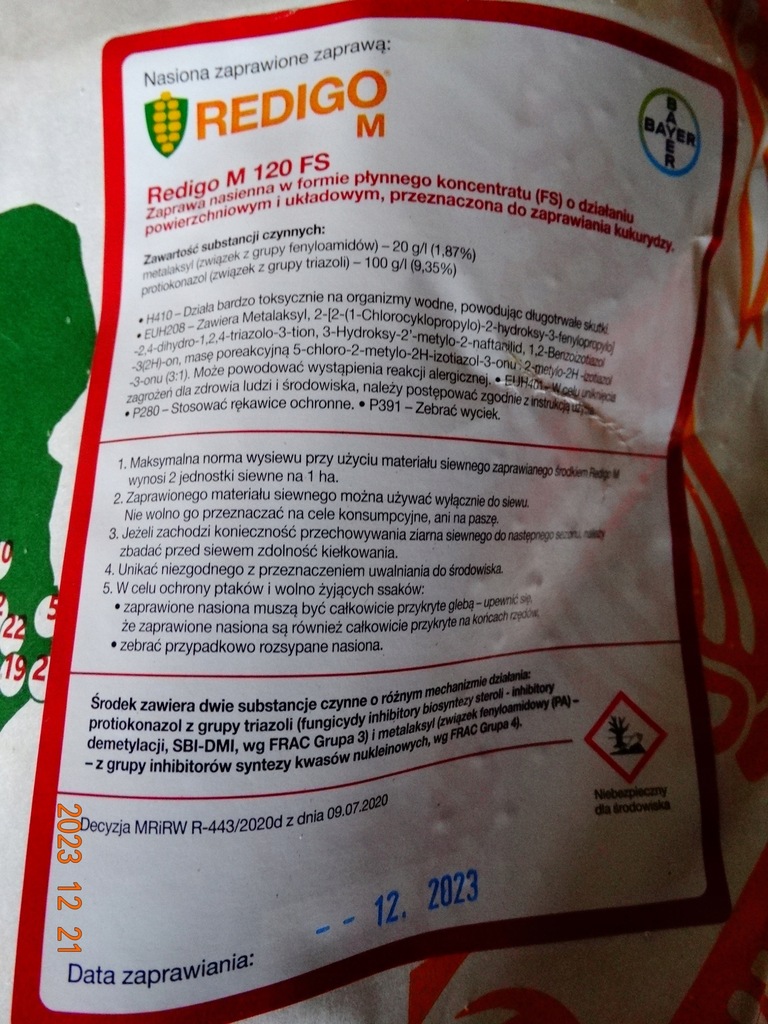 Nasiona zaprawione zaprawą:
REDIGO
M
BAYER
BAYER
Redigo M 120 FS
Zaprawa nasienna w formie płynnego koncentratu (FS) o działaniu
powierzchniowym i układowym, przeznaczona do zaprawiania kukurydzy.
Zawartość substancji czynnych:
metalaksyl (związek z grupy fenyloamidów) – 20 g/l (1,87%)
protiokonazol (związek z grupy triazoli) – 100 g/l (9,35%)
• H410 – Działa bardzo toksycznie na organizmy wodne, powodując długotrwałe skutki.
• EUH208 – Zawiera Metalaksyl, 2-[2-(1-Chlorocyklopropylo)-2-hydroksy-3-fenylopropylo]
-2,4-dihydro-1,2,4-triazolo-3-tion, 3-Hydroksy-2'-metylo-2-naftanilid, 1,2-Benzoizotiazol
-3(2H)-on, masę poreakcyjną 5-chloro-2-metylo-2H-izotiazol-3-onu i 2-metylo-2H-izotiazol
-3-onu (3:1). Może powodować wystąpienia reakcji alergicznej. • EUH401 – W celu uniknięcia
zagrożeń dla zdrowia ludzi i środowiska, należy postępować zgodnie z instrukcją użycia.
• P280 – Stosować rękawice ochronne. • P391 – Zebrać wyciek.
1. Maksymalna norma wysiewu przy użyciu materiału siewnego zaprawianego środkiem Redigo M
wynosi 2 jednostki siewne na 1 ha.
2. Zaprawionego materiału siewnego można używać wyłącznie do siewu.
Nie wolno go przeznaczać na cele konsumpcyjne, ani na paszę.
3. Jeżeli zachodzi konieczność przechowywania ziarna siewnego do następnego sezonu, należy
zbadać przed siewem zdolność kiełkowania.
4. Unikać niezgodnego z przeznaczeniem uwalniania do środowiska.
5. W celu ochrony ptaków i wolno żyjących ssaków:
• zaprawione nasiona muszą być całkowicie przykryte glebą – upewnić się,
że zaprawione nasiona są również całkowicie przykryte na końcach rzędów,
• zebrać przypadkowo rozsypane nasiona.
Środek zawiera dwie substancje czynne o różnym mechanizmie działania:
protiokonazol z grupy triazoli (fungicydy inhibitory biosyntezy steroli - inhibitory
demetylacji, SBI-DMI, wg FRAC Grupa 3) i metalaksyl (związek fenyloamidowy (PA) –
– z grupy inhibitorów syntezy kwasów nukleinowych, wg FRAC Grupa 4).
Niebezpieczny
dla środowiska
Decyzja MRiRW R-443/2020d z dnia 09.07.2020
-- 12. 2023
Data zaprawiania:
22
19
5
2023 12 21